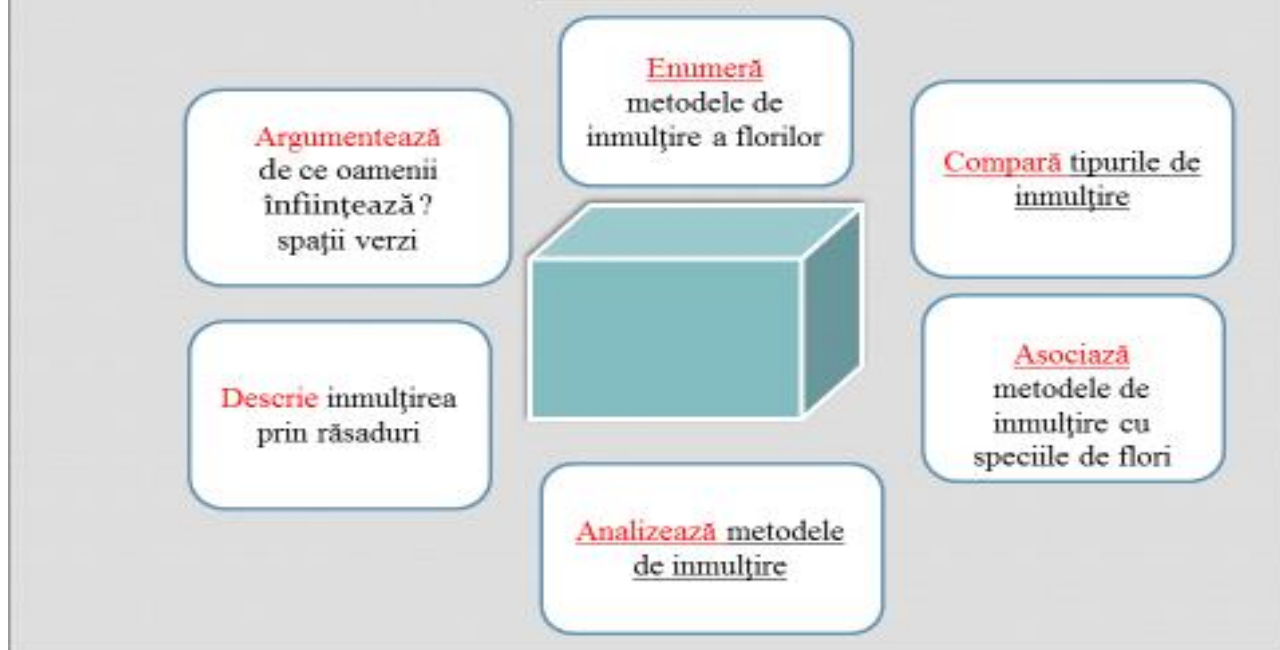 Enumeră
metodele de
inmulţire a florilor
Argumentează
de ce oamenii
înfiinţează?
spaţii verzi
Compară tipurile de
inmulţire
Descrie inmulţirea
prin răsaduri
Asociază
metodele de
inmulţire cu
speciile de flori
Analizează metodele
de inmulţire